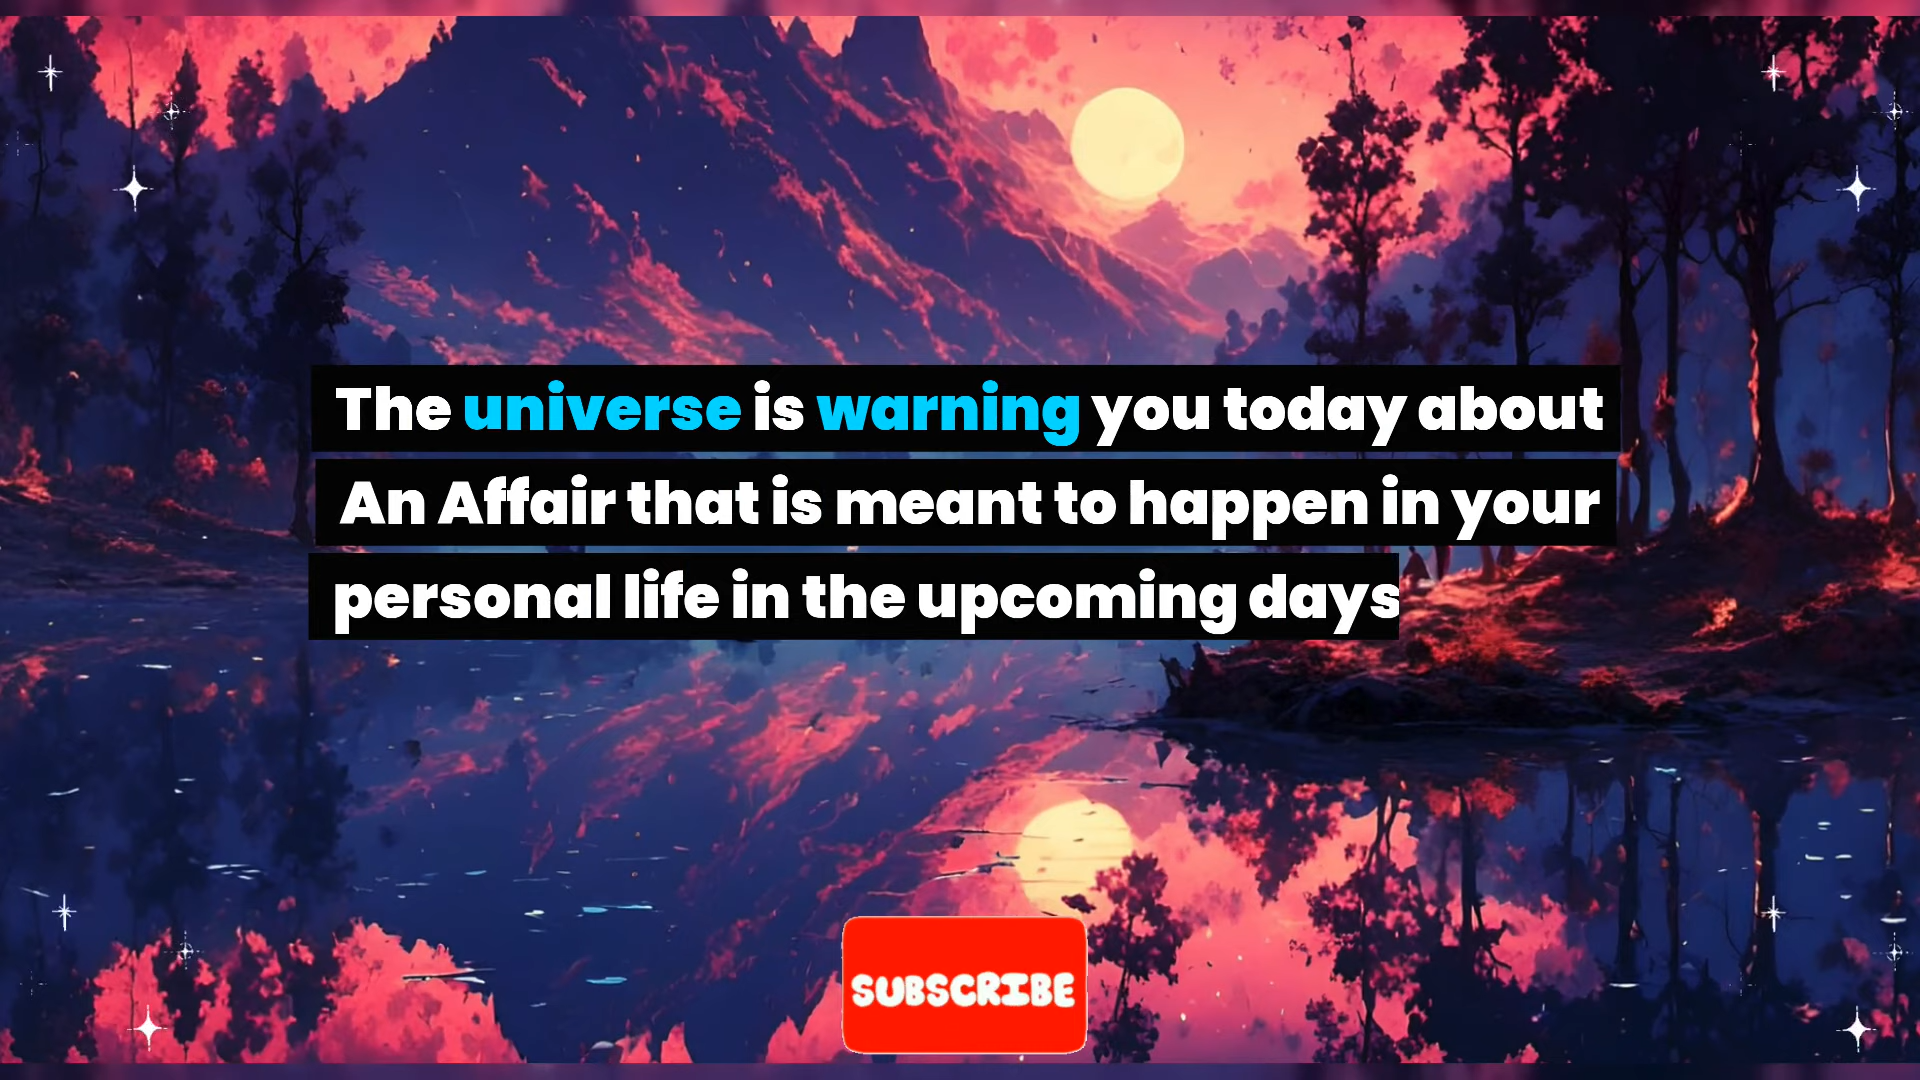 The universe is warning you today about
An Affair that is meant to happen in your
personal life in the upcoming days
SUBSCRIBE